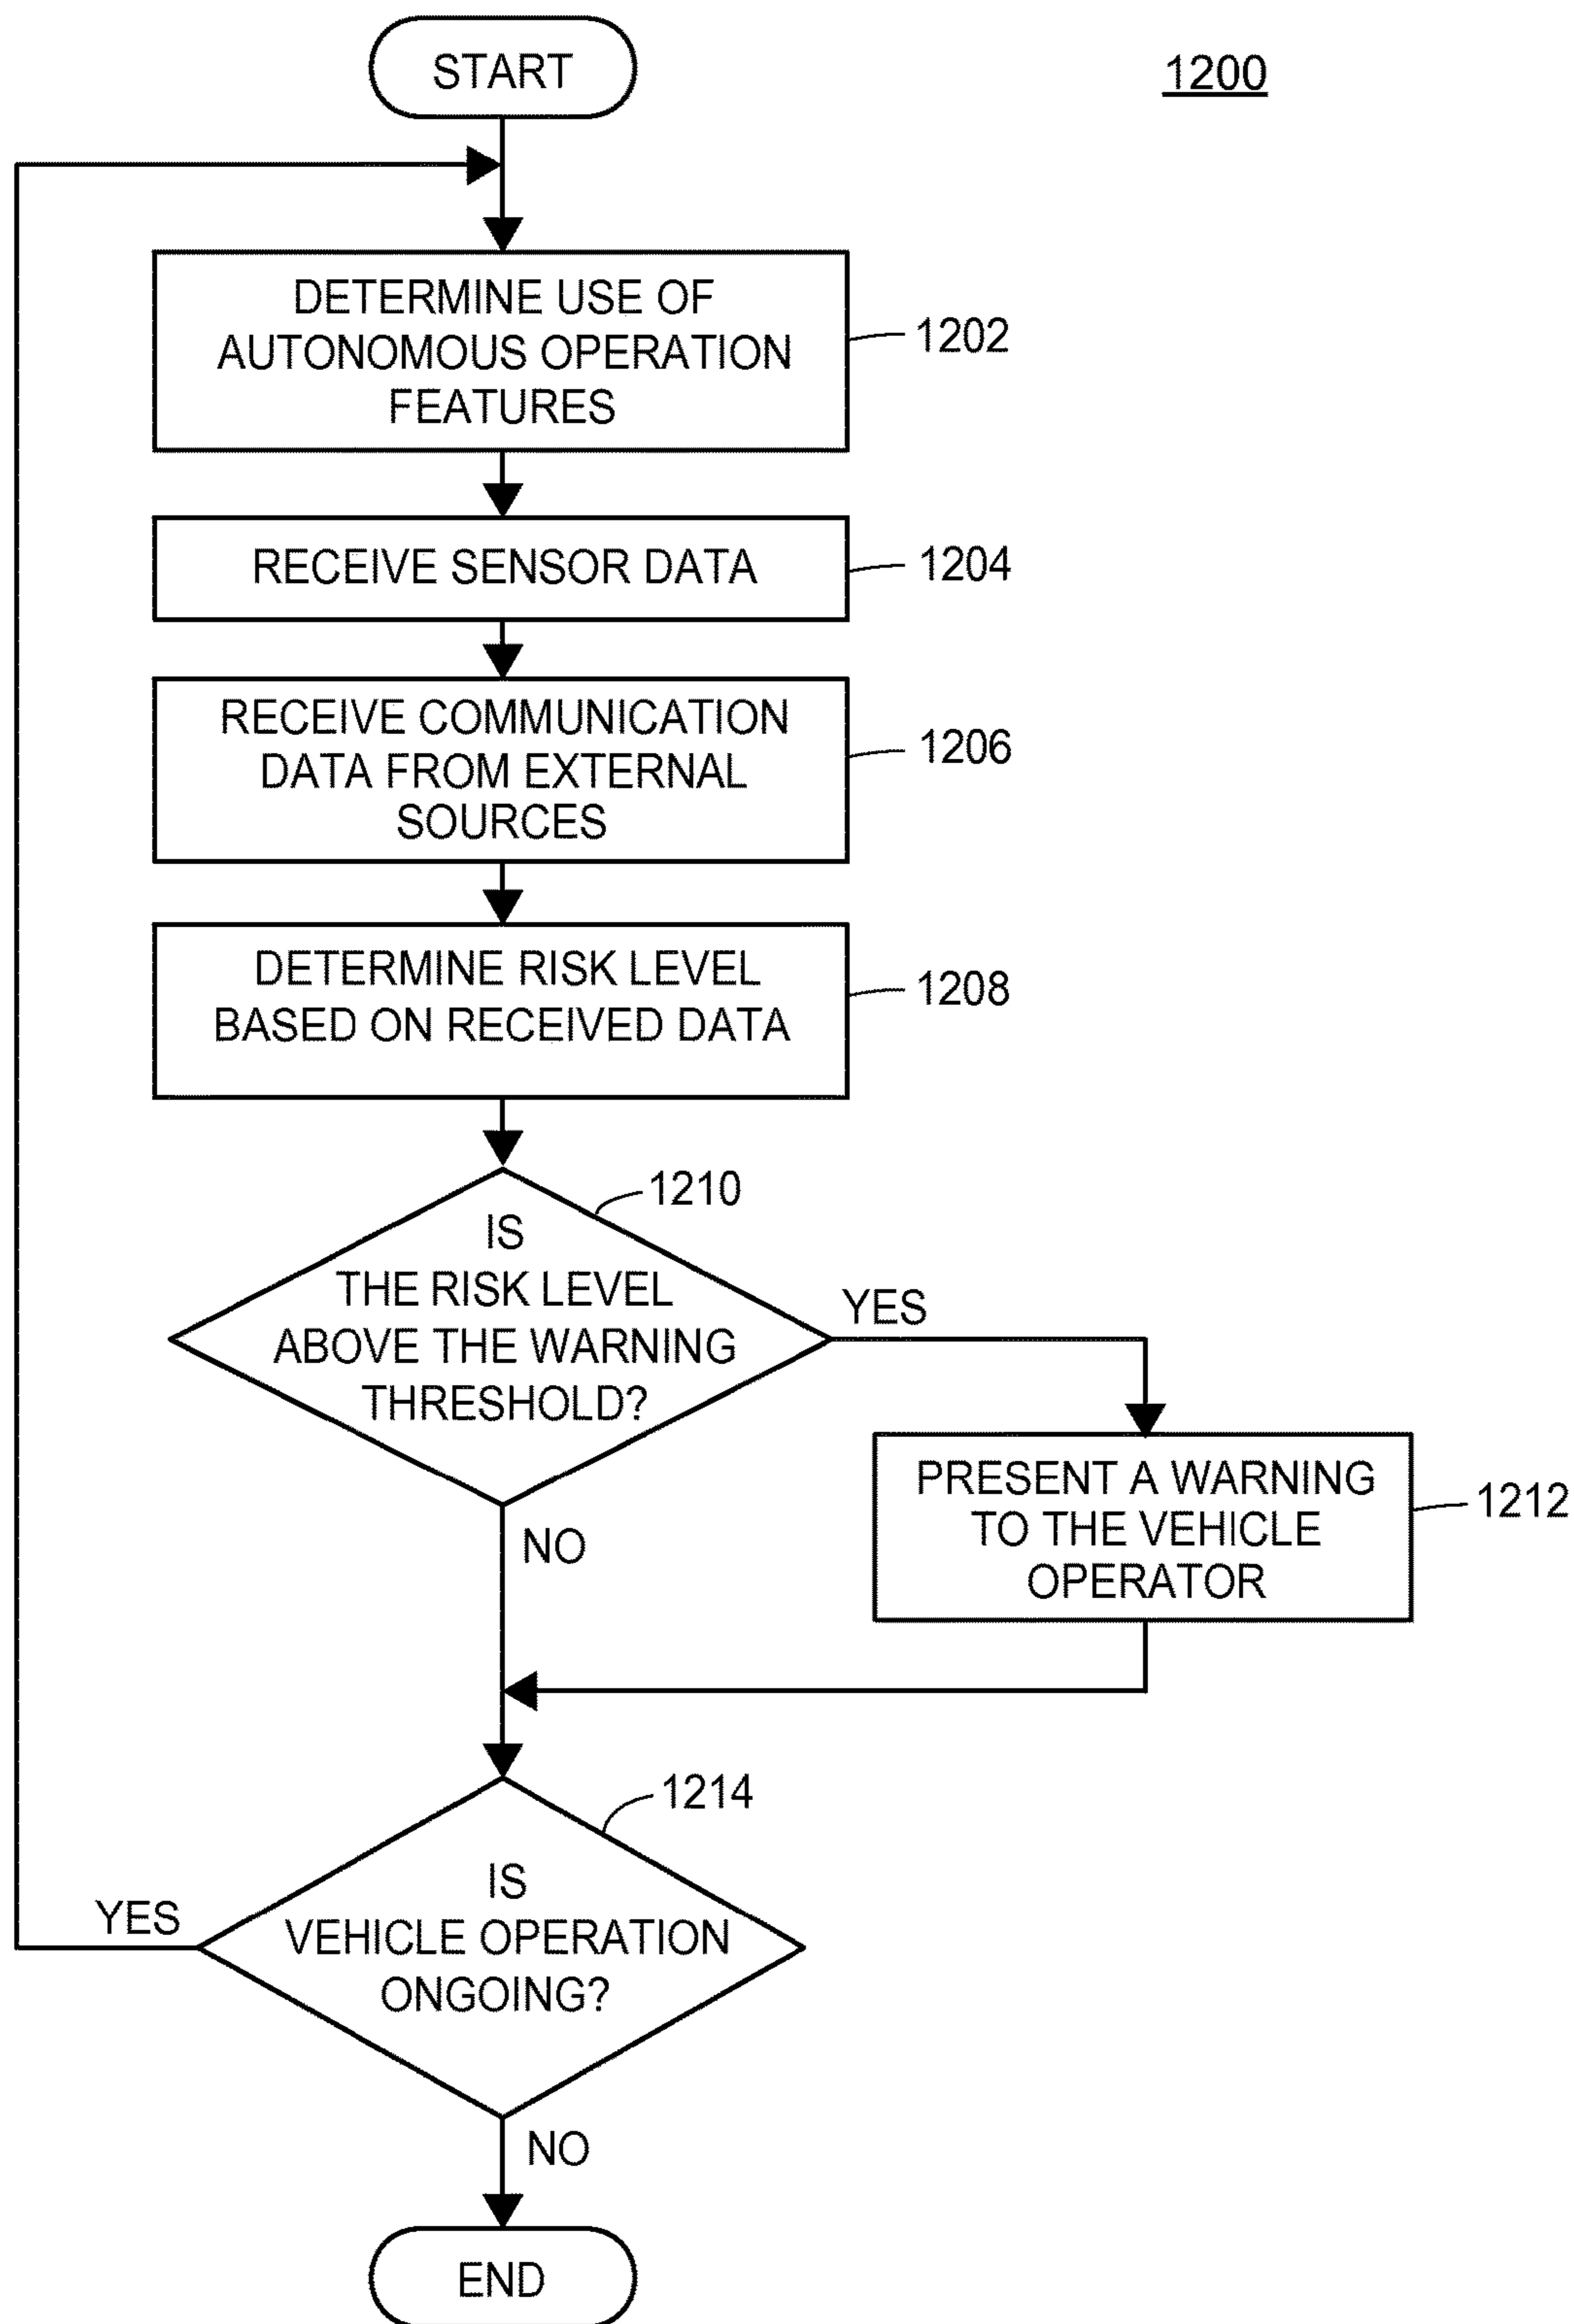 START
1200
DETERMINE USE OF
AUTONOMOUS OPERATION
FEATURES
1202
RECEIVE SENSOR DATA
1204
RECEIVE COMMUNICATION
DATA FROM EXTERNAL
SOURCES
1206
DETERMINE RISK LEVEL
BASED ON RECEIVED DATA
1208
1210
IS
THE RISK LEVEL
ABOVE THE WARNING
THRESHOLD?
YES
NO
PRESENT A WARNING
TO THE VEHICLE
OPERATOR
1212
1214
IS
VEHICLE OPERATION
ONGOING?
YES
NO
END